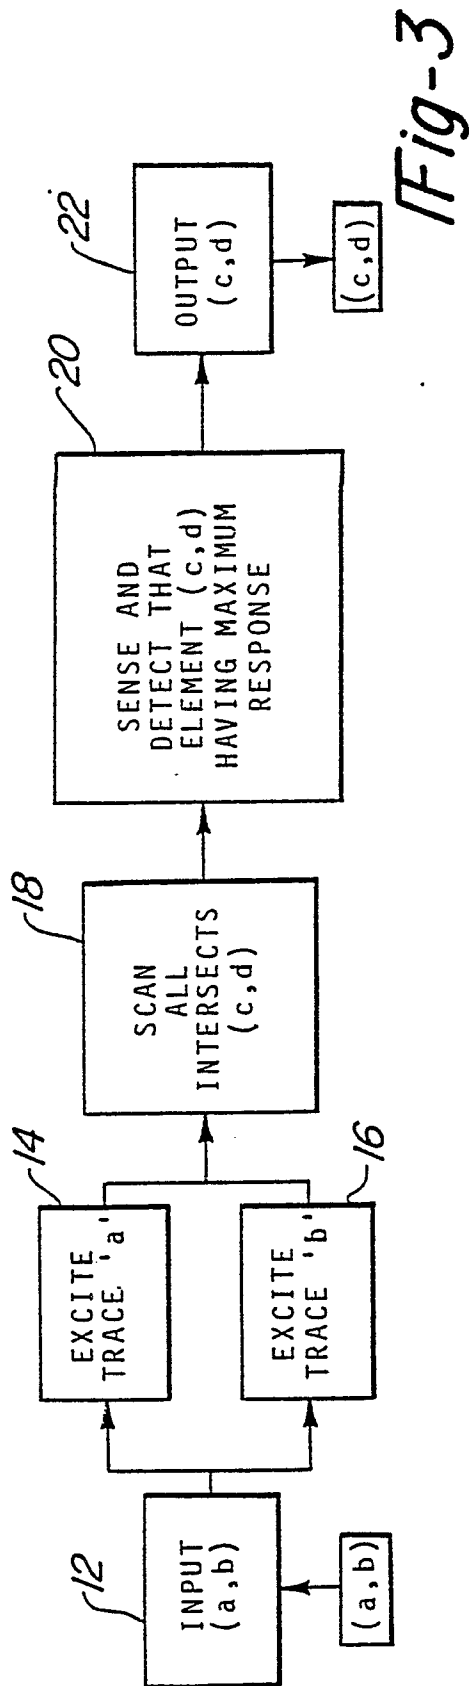 12
INPUT
(a,b)
(a,b)
14
EXCITE
TRACE 'a'
EXCITE
TRACE 'b'
16
18
SCAN
ALL
INTERSECTS
(c,d)
20
SENSE AND
DETECT THAT
ELEMENT (c,d)
HAVING MAXIMUM
RESPONSE
22
OUTPUT
(c,d)
(c,d)
Fig-3